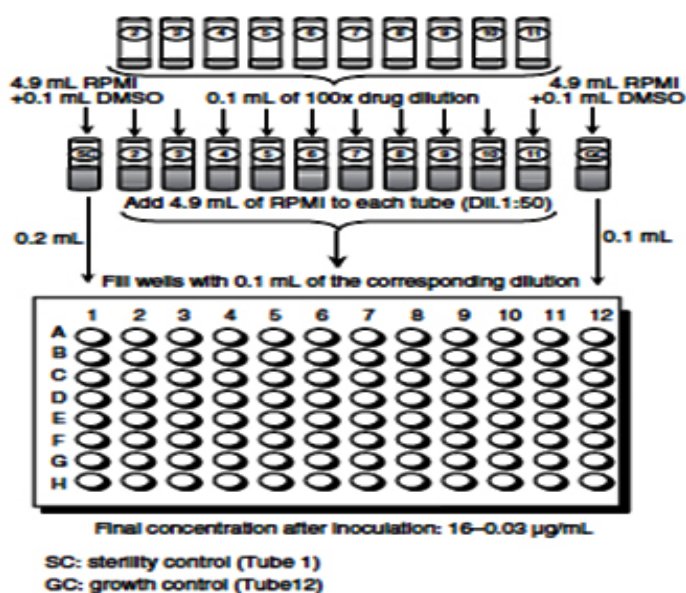 2 3 4 5 6 7 8 9 10 11
4.9 mL RPMI
+0.1 mL DMSO
0.1 mL of 100x drug dilution
4.9 mL RPMI
+0.1 mL DMSO
SC 2 3 4 5 6 7 8 9 10 11 GC
Add 4.9 mL of RPMI to each tube (Dil.1:50)
0.2 mL
0.1 mL
Fill wells with 0.1 mL of the corresponding dilution
1 2 3 4 5 6 7 8 9 10 11 12
A
B
C
D
E
F
G
H
Final concentration after inoculation: 16–0.03 µg/mL
SC: sterility control (Tube 1)
GC: growth control (Tube12)